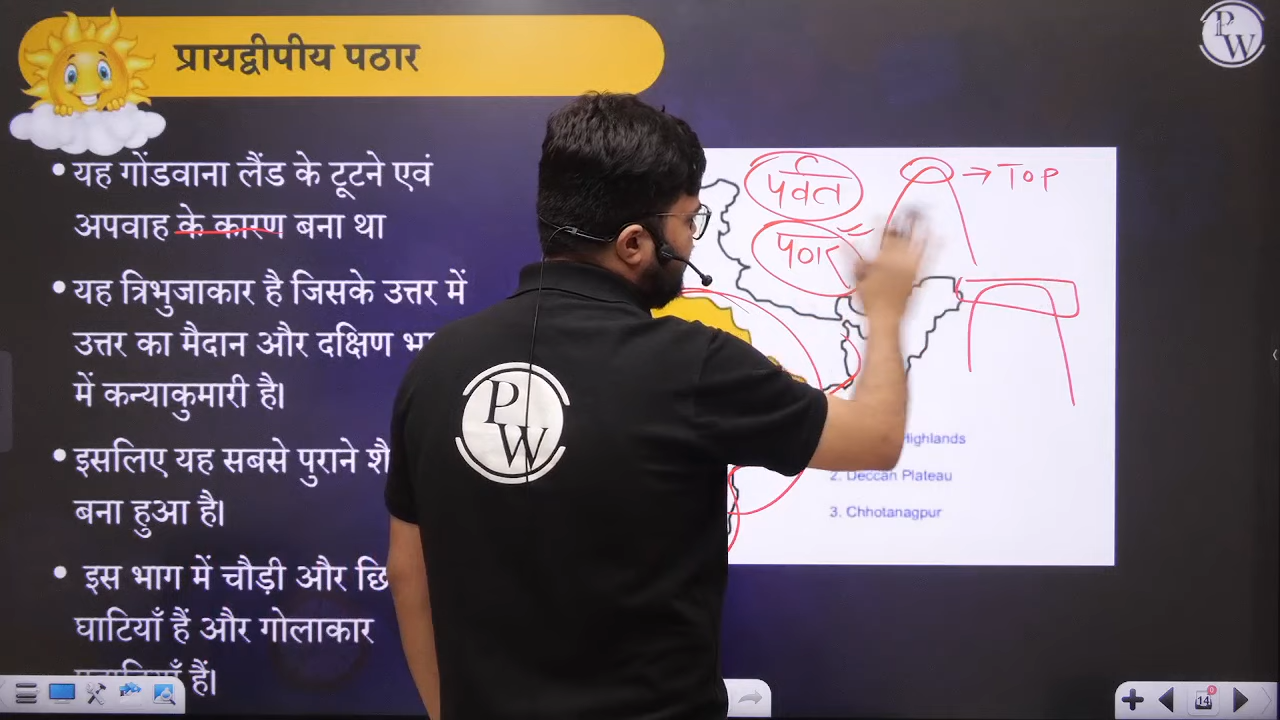 प्रायद्वीपीय पठार
PW
• यह गोंडवाना लैंड के टूटने एवं
अपवाह के कारण बना था
• यह त्रिभुजाकार है जिसके उत्तर में
उत्तर का मैदान और दक्षिण
में कन्याकुमारी है।
• इसलिए यह सबसे पुराने
बना हुआ है।
• इस भाग में चौड़ी और
घाटियाँ हैं और गोलाकार
हैं।
पर्वत
→ TOP
पठार
Highlands
2. Deccan Plateau
3. Chhotanagpur
PW
14